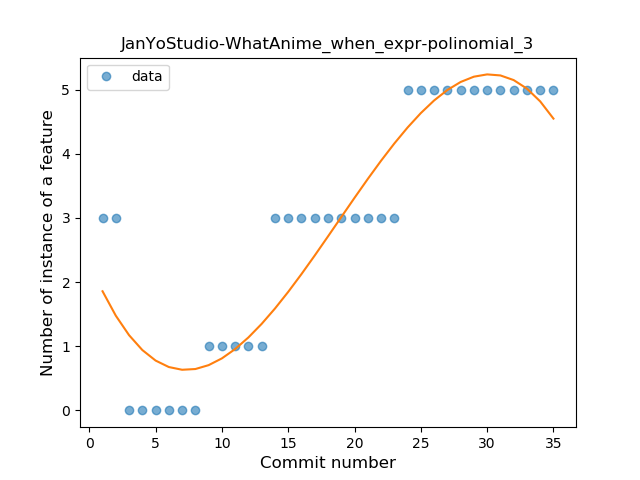 JanYoStudio-WhatAnime_when_expr-polinomial_3
data
Number of instance of a feature
5
4
3
2
1
0
0 5 10 15 20 25 30 35
Commit number